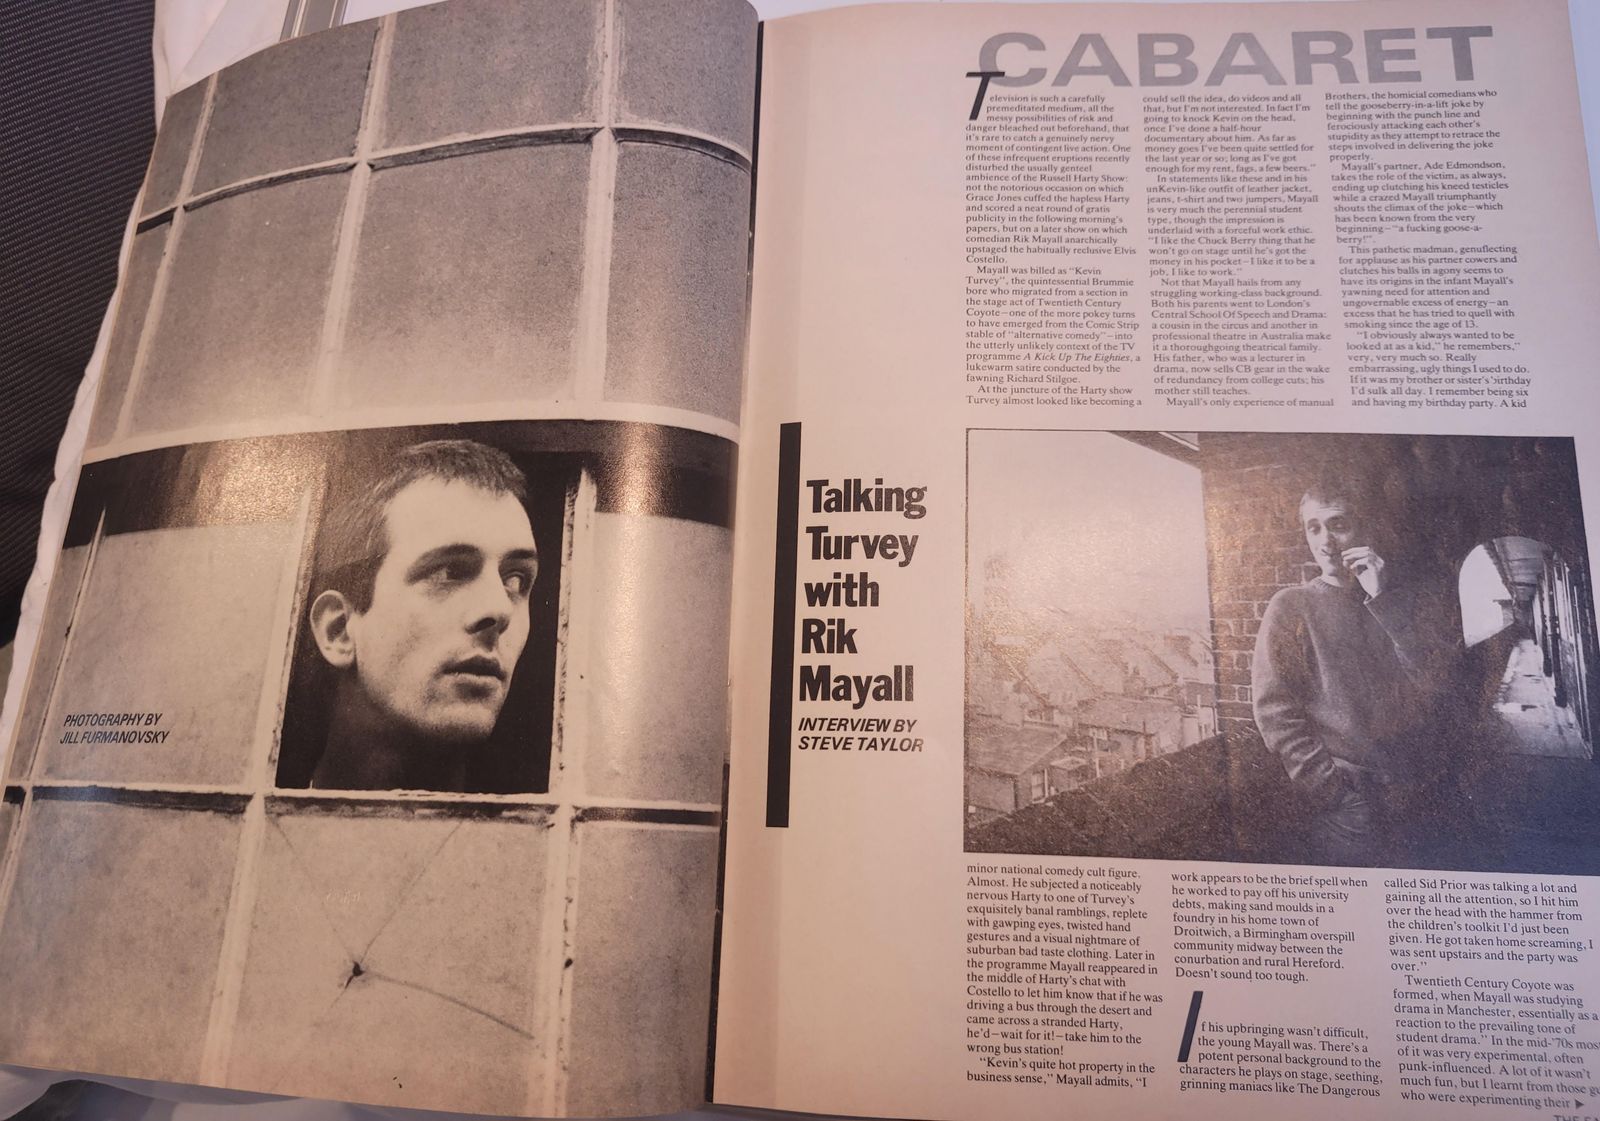 PHOTOGRAPHY BY
JILL FURMANOVSKY
Talking
Turvey
with
Rik
Mayall
INTERVIEW BY
STEVE TAYLOR
CABARET
Television is such a carefully
premeditated medium, all the
messy possibilities of risk and
danger bleached out beforehand, that
it's rare to catch a genuinely nervy
moment of contingent live action. One
of these infrequent eruptions recently
disturbed the usually genteel
ambience of the Russell Harty Show:
not the notorious occasion on which
Grace Jones cuffed the hapless Harty
and scored a neat round of gratis
publicity in the following morning's
papers, but on a later show on which
comedian Rik Mayall anarchically
upstaged the habitually reclusive Elvis
Costello.
Mayall was billed as "Kevin
Turvey", the quintessential Brummie
bore who migrated from a section in
the stage act of Twentieth Century
Coyote—one of the more pokey turns
to have emerged from the Comic Strip
stable of "alternative comedy"—into
the utterly unlikely context of the TV
programme A Kick Up The Eighties, a
lukewarm satire conducted by the
fawning Richard Stilgoe.
At the juncture of the Harty show
Turvey almost looked like becoming a
minor national comedy cult figure.
Almost. He subjected a noticeably
nervous Harty to one of Turvey's
exquisitely banal ramblings, replete
with gawping eyes, twisted hand
gestures and a visual nightmare of
suburban bad taste clothing. Later in
the programme Mayall reappeared in
the middle of Harty's chat with
Costello to let him know that if he was
driving a bus through the desert and
came across a stranded Harty,
he'd—wait for it!—take him to the
wrong bus station!
"Kevin's quite hot property in the
business sense," Mayall admits, "I
could sell the idea, do videos and all
that, but I'm not interested. In fact I'm
going to knock Kevin on the head,
once I've done a half-hour
documentary about him. As far as
money goes I've been quite settled for
the last year or so; long as I've got
enough for my rent, fags, a few beers."
In statements like these and in his
unKevin-like outfit of leather jacket,
jeans, t-shirt and two jumpers, Mayall
is very much the perennial student
type, though the impression is
underlaid with a forceful work ethic.
"I like the Chuck Berry thing that he
won't go on stage until he's got the
money in his pocket—I like it to be a
job, I like to work."
Not that Mayall hails from any
struggling working-class background.
Both his parents went to London's
Central School Of Speech and Drama:
a cousin in the circus and another in
professional theatre in Australia make
it a thoroughgoing theatrical family.
His father, who was a lecturer in
drama, now sells CB gear in the wake
of redundancy from college cuts; his
mother still teaches.
Mayall's only experience of manual
work appears to be the brief spell when
he worked to pay off his university
debts, making sand moulds in a
foundry in his home town of
Droitwich, a Birmingham overspill
community midway between the
conurbation and rural Hereford.
Doesn't sound too tough.
If his upbringing wasn't difficult,
the young Mayall was. There's a
potent personal background to the
characters he plays on stage, seething,
grinning maniacs like The Dangerous
Brothers, the homicial comedians who
tell the gooseberry-in-a-lift joke by
beginning with the punch line and
ferociously attacking each other's
stupidity as they attempt to retrace the
steps involved in delivering the joke
properly.
Mayall's partner, Ade Edmondson,
takes the role of the victim, as always,
ending up clutching his kneed testicles
while a crazed Mayall triumphantly
shouts the climax of the joke—which
has been known from the very
beginning—"a fucking goose-a-
berry!".
This pathetic madman, genuflecting
for applause as his partner cowers and
clutches his balls in agony seems to
have its origins in the infant Mayall's
yawning need for attention and
ungovernable excess of energy—an
excess that he has tried to quell with
smoking since the age of 13.
"I obviously always wanted to be
looked at as a kid," he remembers,"
very, very much so. Really
embarrassing, ugly things I used to do.
If it was my brother or sister's birthday
I'd sulk all day. I remember being six
and having my birthday party. A kid
called Sid Prior was talking a lot and
gaining all the attention, so I hit him
over the head with the hammer from
the children's toolkit I'd just been
given. He got taken home screaming, I
was sent upstairs and the party was
over."
Twentieth Century Coyote was
formed, when Mayall was studying
drama in Manchester, essentially as a
reaction to the prevailing tone of
student drama." In the mid-'70s most
of it was very experimental, often
punk-influenced. A lot of it wasn't
much fun, but I learnt from those
who were experimenting their ▶